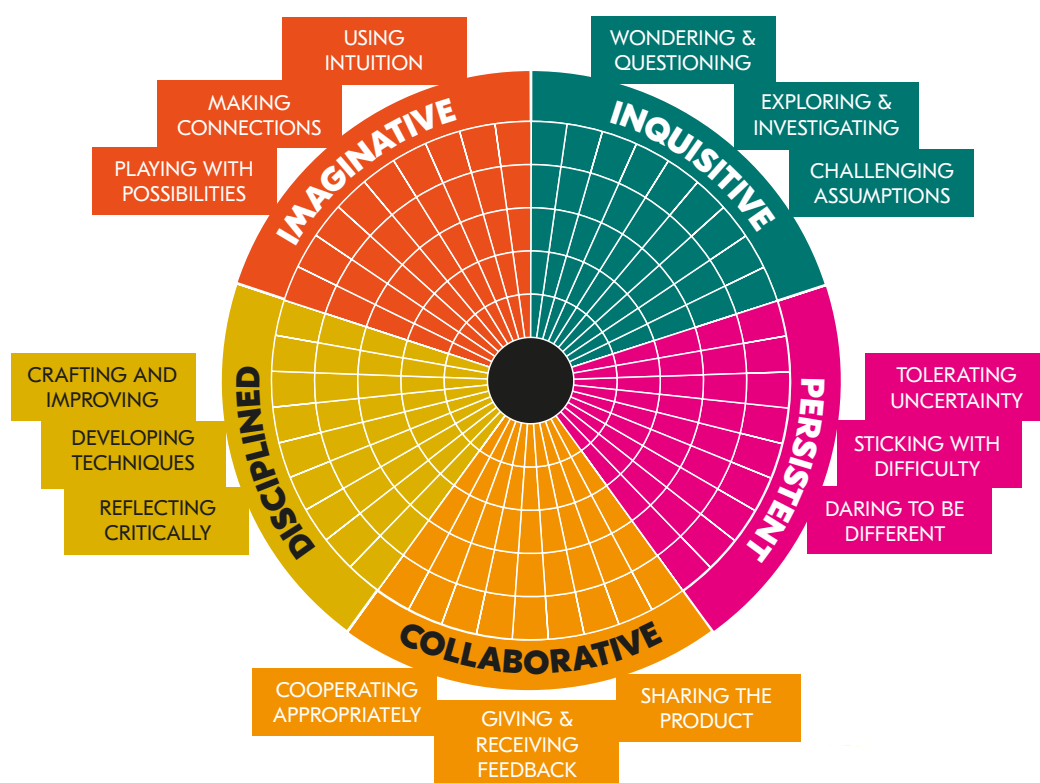 USING
INTUITION
MAKING
CONNECTIONS
PLAYING WITH
POSSIBILITIES
IMAGINATIVE
WONDERING &
QUESTIONING
EXPLORING &
INVESTIGATING
CHALLENGING
ASSUMPTIONS
INQUISITIVE
TOLERATING
UNCERTAINTY
STICKING WITH
DIFFICULTY
DARING TO BE
DIFFERENT
PERSISTENT
CRAFTING AND
IMPROVING
DEVELOPING
TECHNIQUES
REFLECTING
CRITICALLY
DISCIPLINED
COLLABORATIVE
COOPERATING
APPROPRIATELY
GIVING &
RECEIVING
FEEDBACK
SHARING THE
PRODUCT